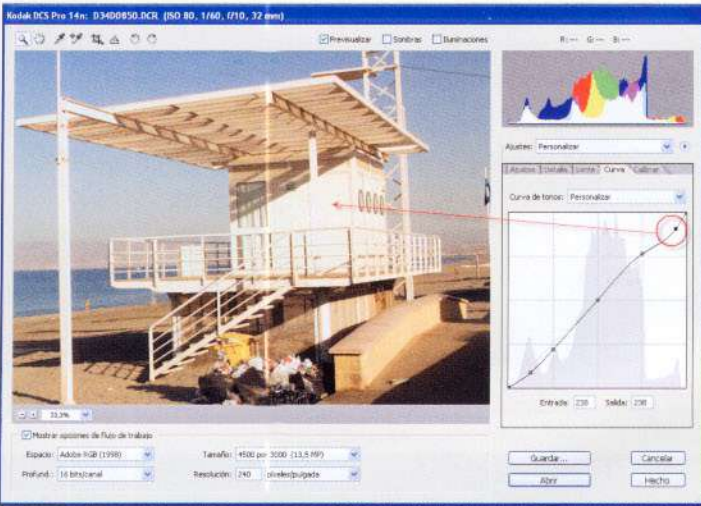 Kodak DCS Pro 14n: D34D0850.DCR (ISO 80, 1/60, f/10, 32 mm)
Previsualizar Sombras Iluminaciones R: --- G: --- B: ---
Ajustes: Personalizar
Ajustar Detalle Lente Curva Calibrar
Curva de tonos: Personalizar
Entrada: 238 Salida: 238
33,3%
Mostrar opciones de flujo de trabajo
Espacio: Adobe RGB (1998) Tamaño: 4500 por 3000 (13,5 MP)
Profund.: 16 bits/canal Resolución: 240 píxeles/pulgada
Guardar... Cancelar
Abrir Hecho